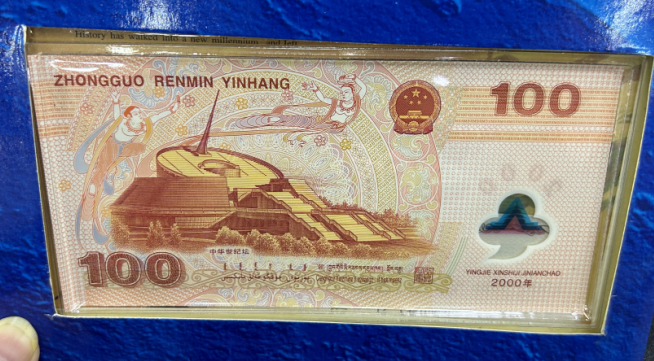 History has walked into a new millennium, and left
ZHONGGUO RENMIN YINHANG
100
中华世纪坛
100
YINGJIE XINSHIJI JINIANCHAO
2000年